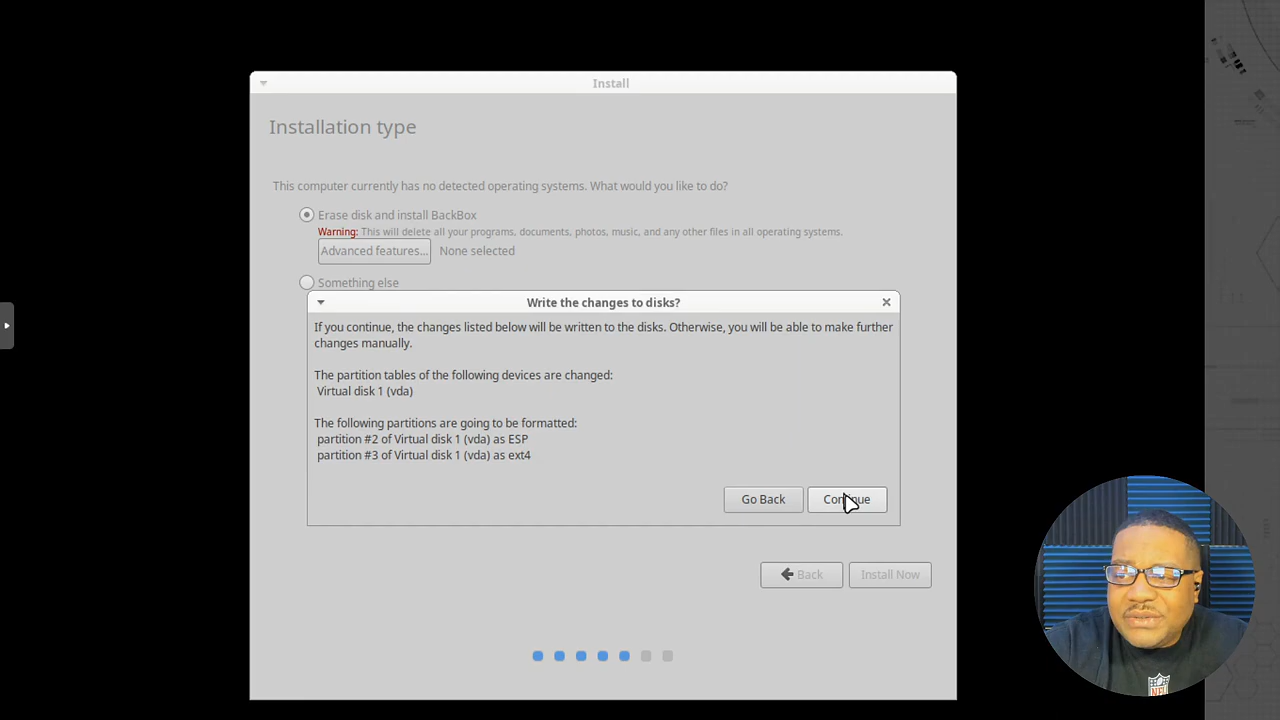 Install
Installation type
This computer currently has no detected operating systems. What would you like to do?
Erase disk and install BackBox
Warning: This will delete all your programs, documents, photos, music, and any other files in all operating systems.
Advanced features... None selected
Something else
Write the changes to disks?
If you continue, the changes listed below will be written to the disks. Otherwise, you will be able to make further
changes manually.
The partition tables of the following devices are changed:
Virtual disk 1 (vda)
The following partitions are going to be formatted:
partition #2 of Virtual disk 1 (vda) as ESP
partition #3 of Virtual disk 1 (vda) as ext4
Go Back Continue
Back Install Now
NFL